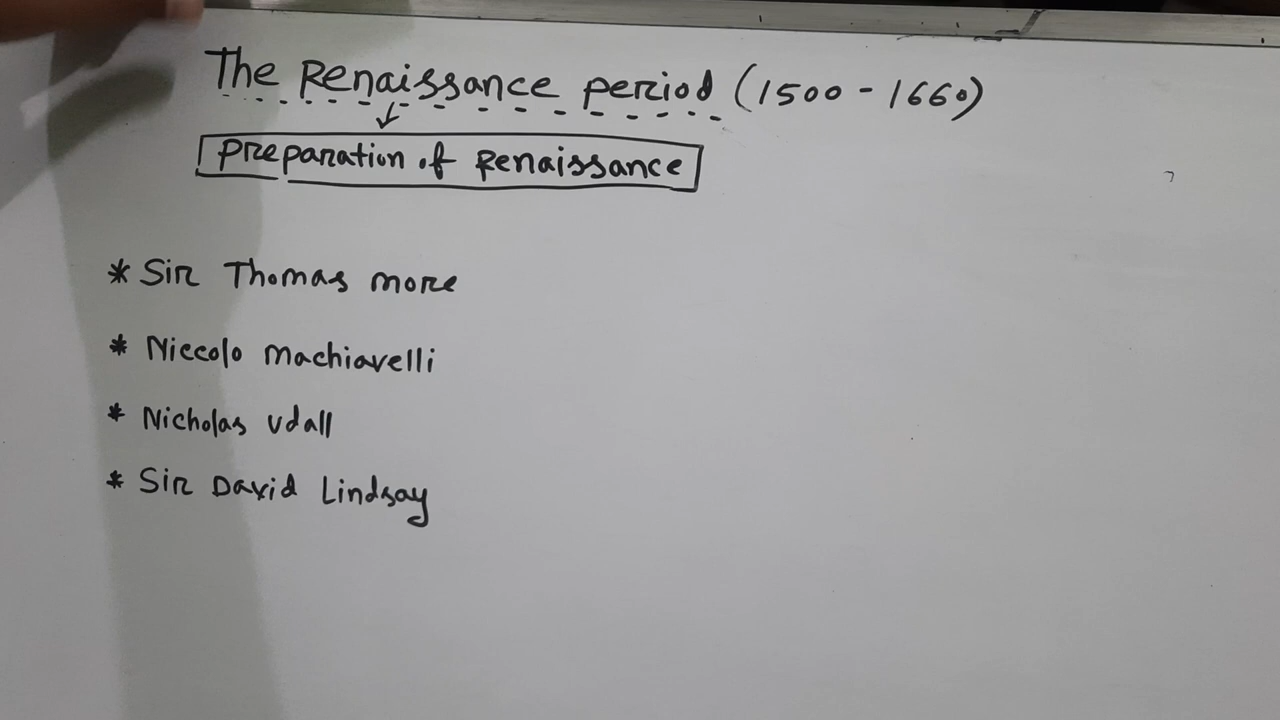 The Renaissance period (1500 - 1660)
Preparation of Renaissance
* Sir Thomas more
* Niccolo machiavelli
* Nicholas Udall
* Sir David Lindsay